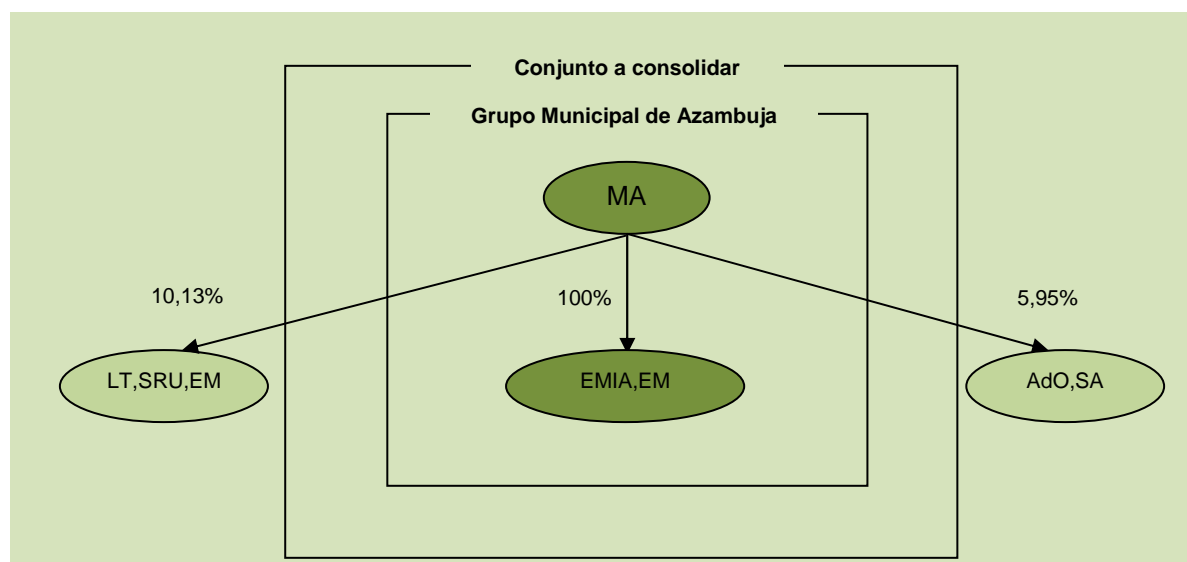 Conjunto a consolidar
Grupo Municipal de Azambuja
MA
10,13%
100%
5,95%
LT,SRU,EM
EMIA,EM
AdO,SA